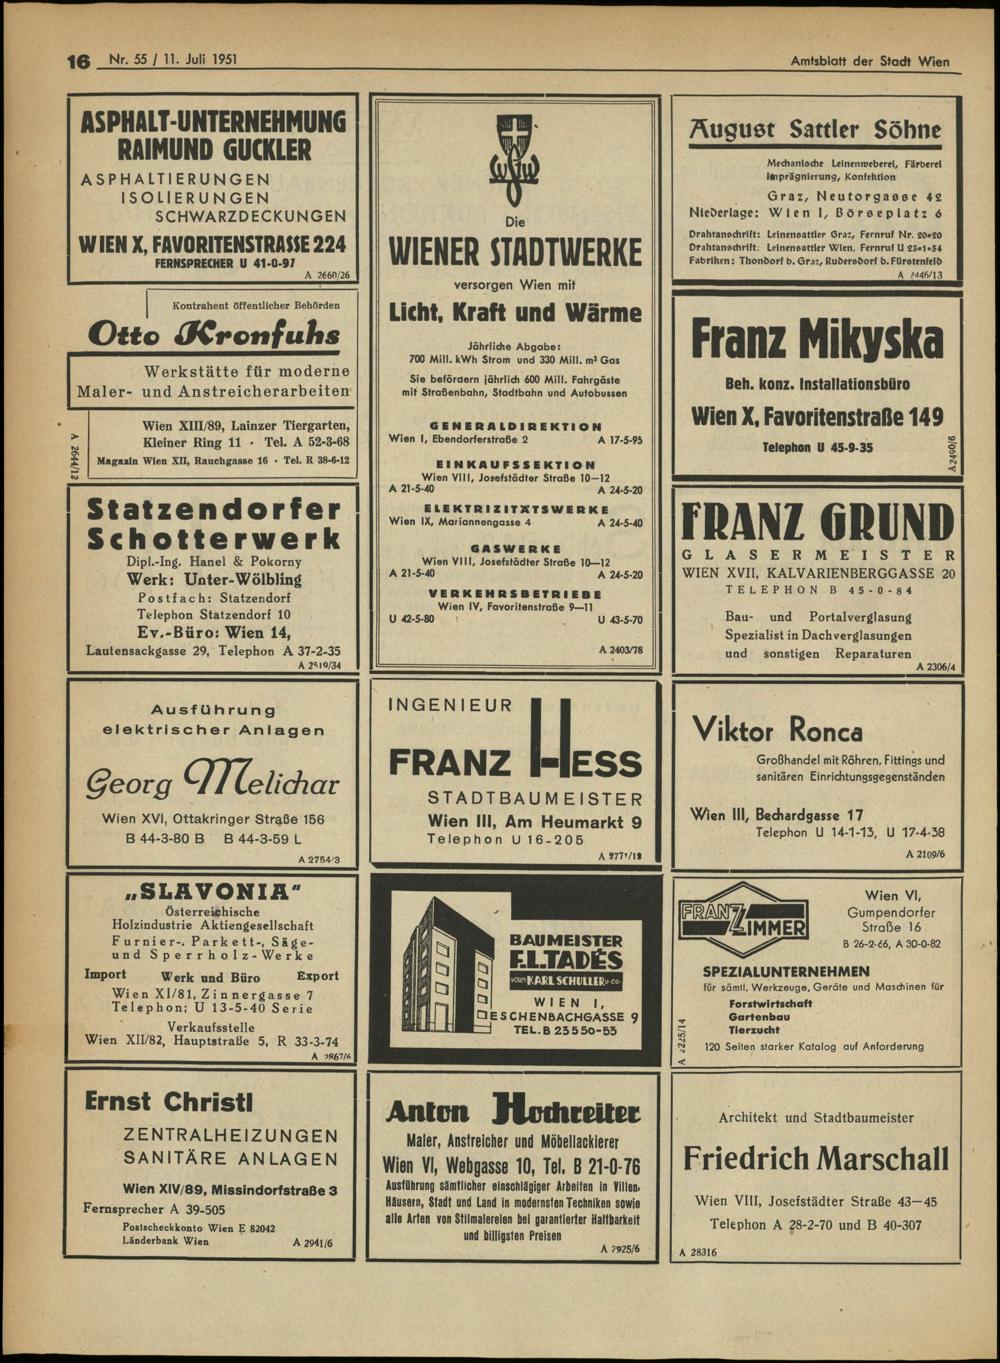 16 Nr. 55 / 11. Juli 1951
Amtsblatt der Stadt Wien
ASPHALT-UNTERNEHMUNG
RAIMUND GUCKLER
ASPHALTIERUNGEN
ISOLIERUNGEN
SCHWARZDECKUNGEN
WIEN X, FAVORITENSTRASSE 224
FERNSPRECHER U 41-0-97
A 2660/26
Kontrahent öffentlicher Behörden
Otto Kronfuhs
Werkstätte für moderne
Maler- und Anstreicherarbeiten
Wien XIII/89, Lainzer Tiergarten,
Kleiner Ring 11 · Tel. A 52-3-68
Magazin Wien XII, Rauchgasse 16 · Tel. R 38-6-12
A 2644/12
Statzendorfer
Schotterwerk
Dipl.-Ing. Hanel & Pokorny
Werk: Unter-Wölbling
Postfach: Statzendorf
Telephon Statzendorf 10
Ev.-Büro: Wien 14,
Lautensackgasse 29, Telephon A 37-2-35
A 2519/34
Ausführung
elektrischer Anlagen
Georg Melichar
Wien XVI, Ottakringer Straße 156
B 44-3-80 B B 44-3-59 L
A 2754/3
„SLAVONIA"
Österreichische
Holzindustrie Aktiengesellschaft
Furnier-, Parkett-, Säge-
und Sperrholz-Werke
Import Werk und Büro Export
Wien XI/81, Zinnergasse 7
Telephon: U 13-5-40 Serie
Verkaufsstelle
Wien XII/82, Hauptstraße 5, R 33-3-74
A 2867/6
Ernst Christl
ZENTRALHEIZUNGEN
SANITÄRE ANLAGEN
Wien XIV/89, Missindorfstraße 3
Fernsprecher A 39-505
Postscheckkonto Wien E 82042
Länderbank Wien A 2941/6
WStW
Die
WIENER STADTWERKE
versorgen Wien mit
Licht, Kraft und Wärme
Jährliche Abgabe:
700 Mill. kWh Strom und 330 Mill. m³ Gas
Sie befördern jährlich 600 Mill. Fahrgäste
mit Straßenbahn, Stadtbahn und Autobussen
GENERALDIREKTION
Wien I, Ebendorferstraße 2 A 17-5-95
EINKAUFSSEKTION
Wien VIII, Josefstädter Straße 10—12
A 21-5-40 A 24-5-20
ELEKTRIZITÄTSWERKE
Wien IX, Mariannengasse 4 A 24-5-40
GASWERKE
Wien VIII, Josefstädter Straße 10—12
A 21-5-40 A 24-5-20
VERKEHRSBETRIEBE
Wien IV, Favoritenstraße 9—11
U 42-5-80 U 43-5-70
A 2403/78
INGENIEUR
FRANZ HESS
STADTBAUMEISTER
Wien III, Am Heumarkt 9
Telephon U 16-205
A 2771/12
BAUMEISTER
F.L.TADÉS
VORM. KARL SCHULLER U. CO.
WIEN I,
ESCHENBACHGASSE 9
TEL. B 23 5 50-53
Anton Hochreiter
Maler, Anstreicher und Möbellackierer
Wien VI, Webgasse 10, Tel. B 21-0-76
Ausführung sämtlicher einschlägiger Arbeiten in Villen,
Häusern, Stadt und Land in modernsten Techniken sowie
alle Arten von Stilmalereien bei garantierter Haltbarkeit
und billigsten Preisen
A 2925/6
August Sattler Söhne
Mechanische Leinenweberei, Färberei
Imprägnierung, Konfektion
Graz, Neutorgasse 42
Niederlage: Wien I, Börseplatz 6
Drahtanschrift: Leinensattler Graz, Fernruf Nr. 20-20
Drahtanschrift: Leinensattler Wien, Fernruf U 23-1-54
Fabriken: Thondorf b. Graz, Rudersdorf b. Fürstenfeld
A 2446/13
Franz Mikyska
Beh. konz. Installationsbüro
Wien X, Favoritenstraße 149
Telephon U 45-9-35
A 2490/6
FRANZ GRUND
GLASERMEISTER
WIEN XVII, KALVARIENBERGGASSE 20
TELEPHON B 45-0-84
Bau- und Portalverglasung
Spezialist in Dachverglasungen
und sonstigen Reparaturen
A 2306/4
Viktor Ronca
Großhandel mit Röhren, Fittings und
sanitären Einrichtungsgegenständen
Wien III, Bechardgasse 17
Telephon U 14-1-13, U 17-4-38
A 2109/6
FRANZ
ZIMMER
Wien VI,
Gumpendorfer
Straße 16
B 26-2-66, A 30-0-82
SPEZIALUNTERNEHMEN
für sämtl. Werkzeuge, Geräte und Maschinen für
Forstwirtschaft
Gartenbau
Tierzucht
120 Seiten starker Katalog auf Anforderung
A 2225/14
Architekt und Stadtbaumeister
Friedrich Marschall
Wien VIII, Josefstädter Straße 43—45
Telephon A 28-2-70 und B 40-307
A 28316